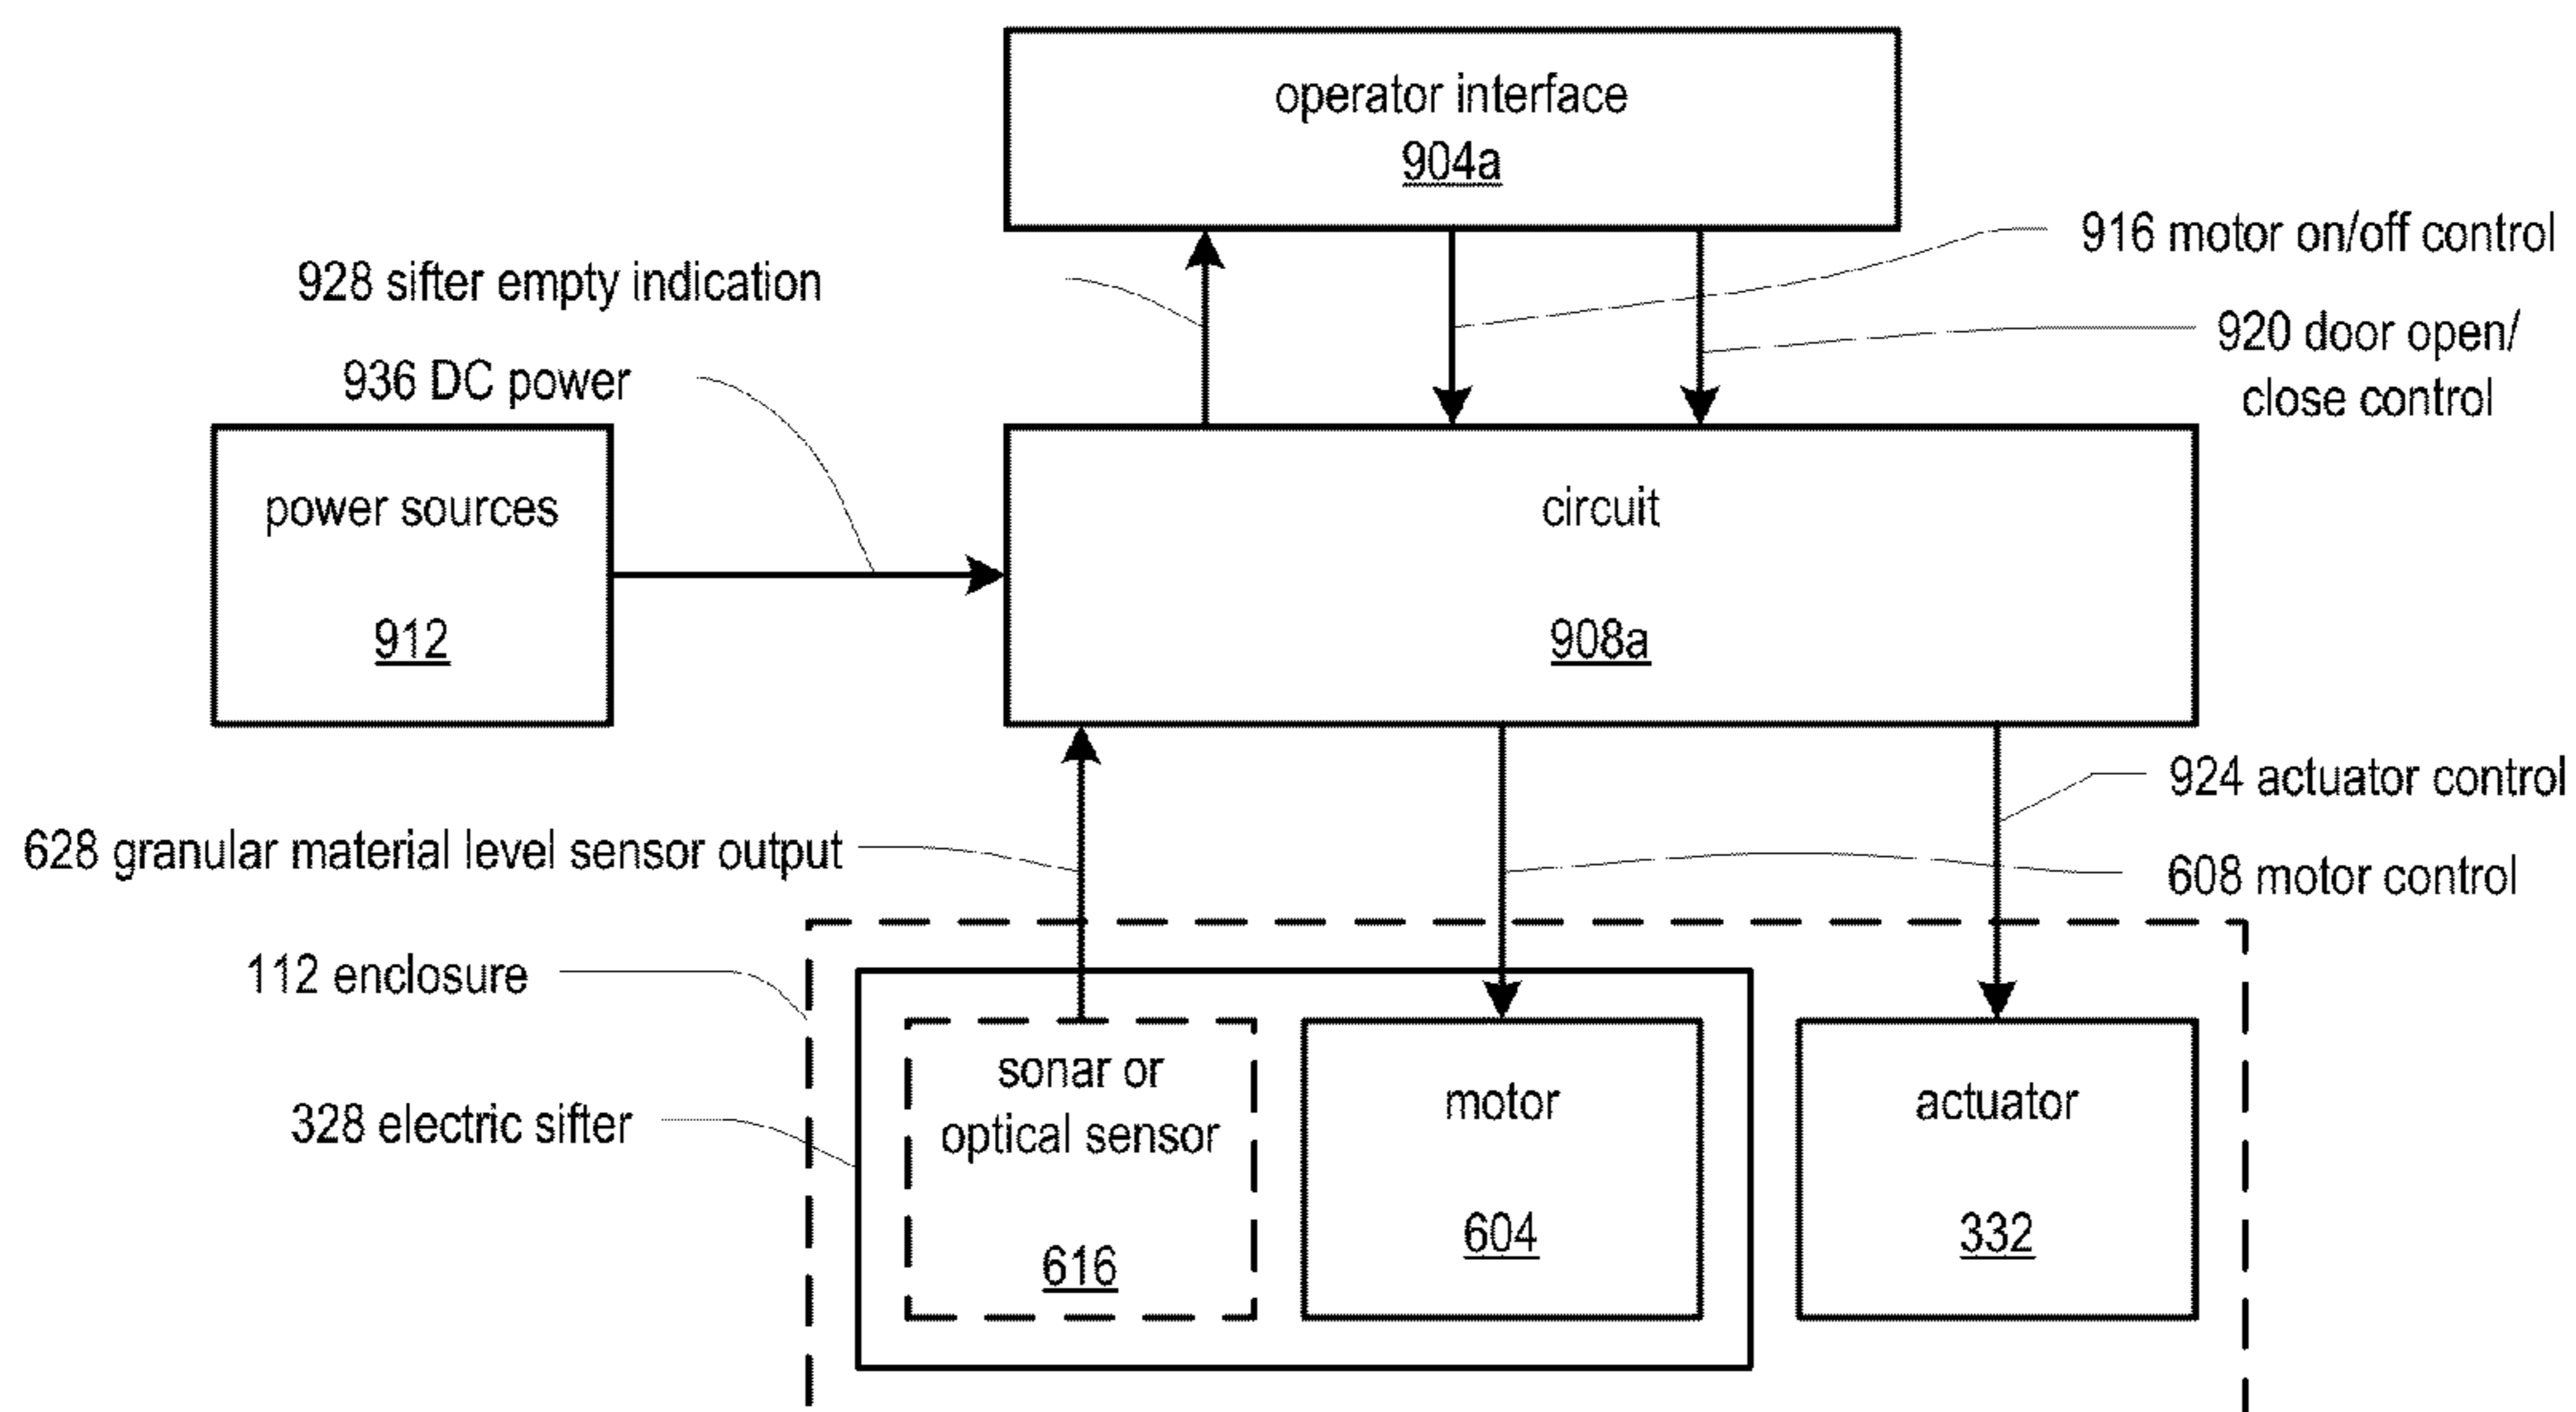 operator interface
904a
916 motor on/off control
928 sifter empty indication
920 door open/
close control
936 DC power
power sources
912
circuit
908a
924 actuator control
628 granular material level sensor output
608 motor control
112 enclosure
328 electric sifter
sonar or
optical sensor
616
motor
604
actuator
332